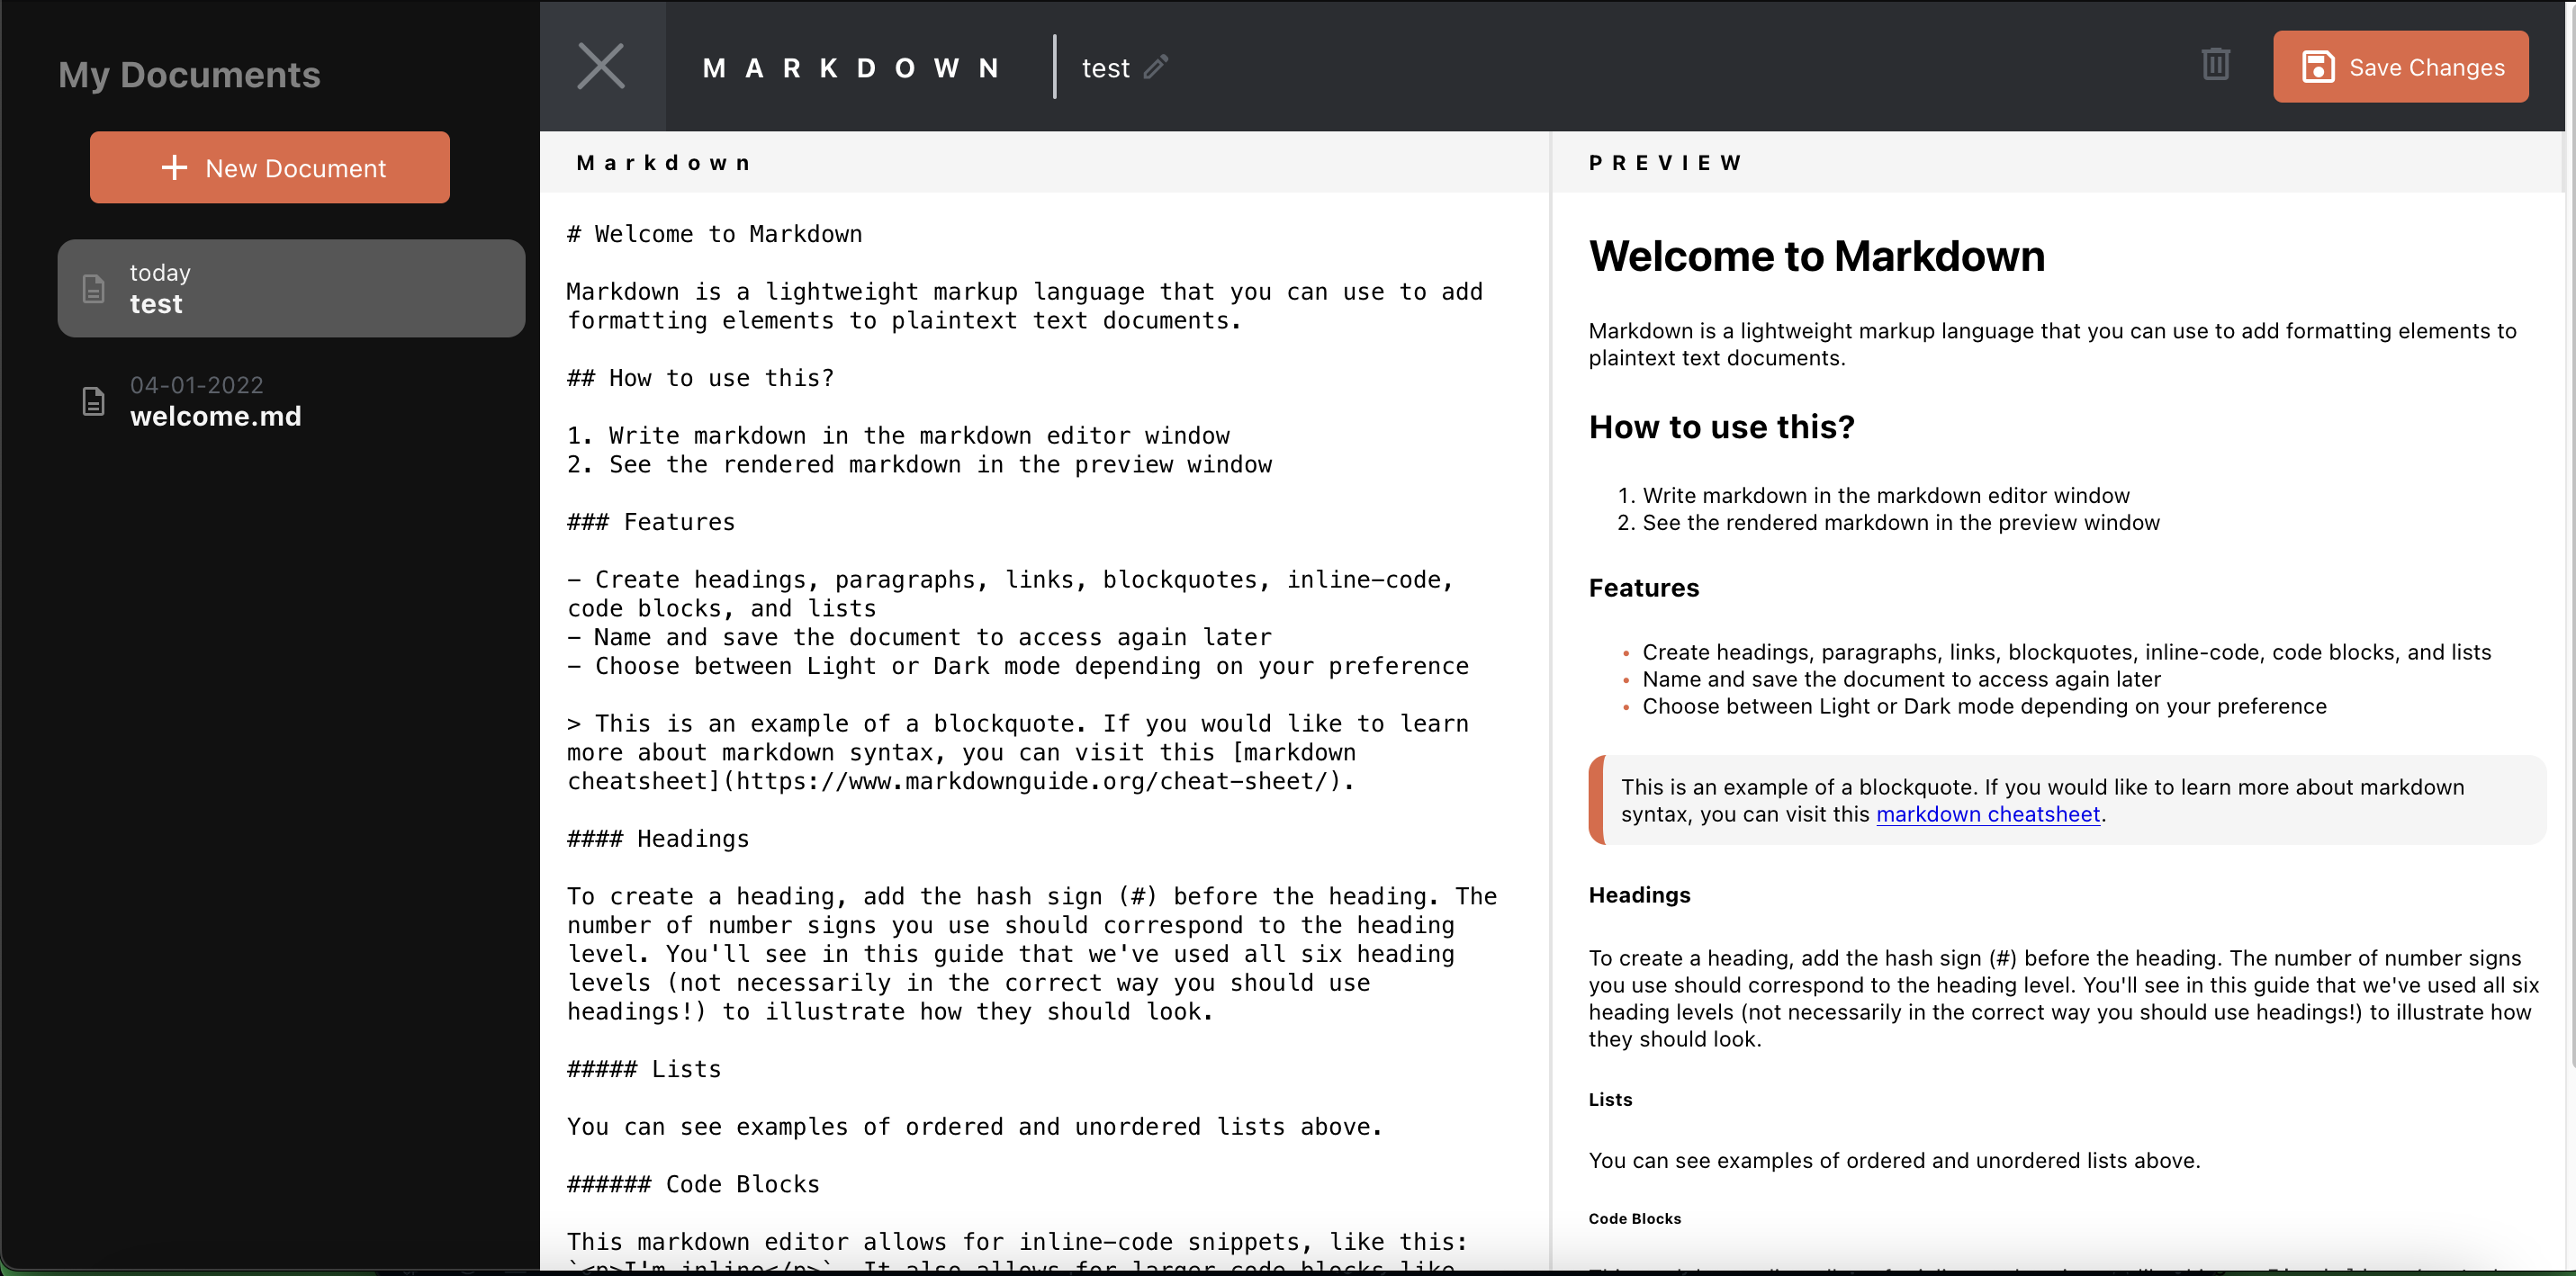 My Documents
New Document
today
test
04-01-2022
welcome.md
MARKDOWN
test
Save Changes
Markdown
# Welcome to Markdown
Markdown is a lightweight markup language that you can use to add
formatting elements to plaintext text documents.
## How to use this?
1. Write markdown in the markdown editor window
2. See the rendered markdown in the preview window
### Features
- Create headings, paragraphs, links, blockquotes, inline-code,
code blocks, and lists
- Name and save the document to access again later
- Choose between Light or Dark mode depending on your preference
> This is an example of a blockquote. If you would like to learn
more about markdown syntax, you can visit this [markdown
cheatsheet](https://www.markdownguide.org/cheat-sheet/).
#### Headings
To create a heading, add the hash sign (#) before the heading. The
number of number signs you use should correspond to the heading
level. You'll see in this guide that we've used all six heading
levels (not necessarily in the correct way you should use
headings!) to illustrate how they should look.
##### Lists
You can see examples of ordered and unordered lists above.
###### Code Blocks
This markdown editor allows for inline-code snippets, like this:
`<p>I'm inline</p>`. It also allows for larger code blocks like
PREVIEW
Welcome to Markdown
Markdown is a lightweight markup language that you can use to add formatting elements to
plaintext text documents.
How to use this?
1. Write markdown in the markdown editor window
2. See the rendered markdown in the preview window
Features
• Create headings, paragraphs, links, blockquotes, inline-code, code blocks, and lists
• Name and save the document to access again later
• Choose between Light or Dark mode depending on your preference
This is an example of a blockquote. If you would like to learn more about markdown
syntax, you can visit this markdown cheatsheet.
Headings
To create a heading, add the hash sign (#) before the heading. The number of number signs
you use should correspond to the heading level. You'll see in this guide that we've used all six
heading levels (not necessarily in the correct way you should use headings!) to illustrate how
they should look.
Lists
You can see examples of ordered and unordered lists above.
Code Blocks